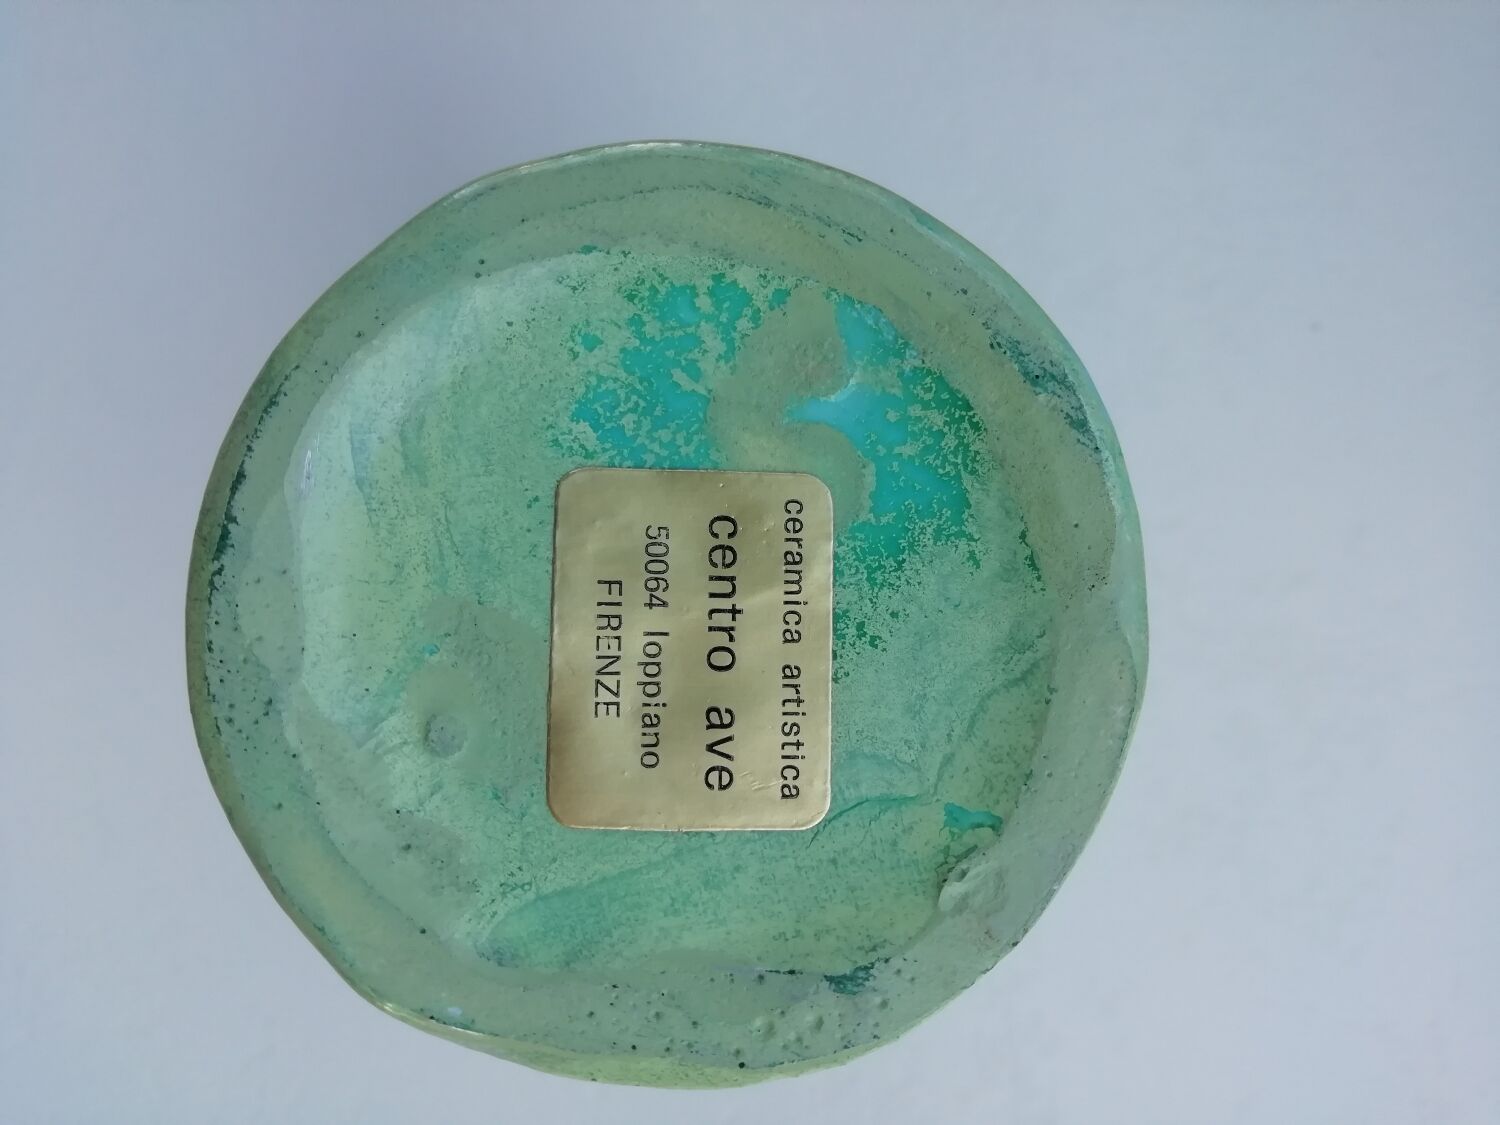 ceramica artistica
centro ave
50064 loppiano
FIRENZE